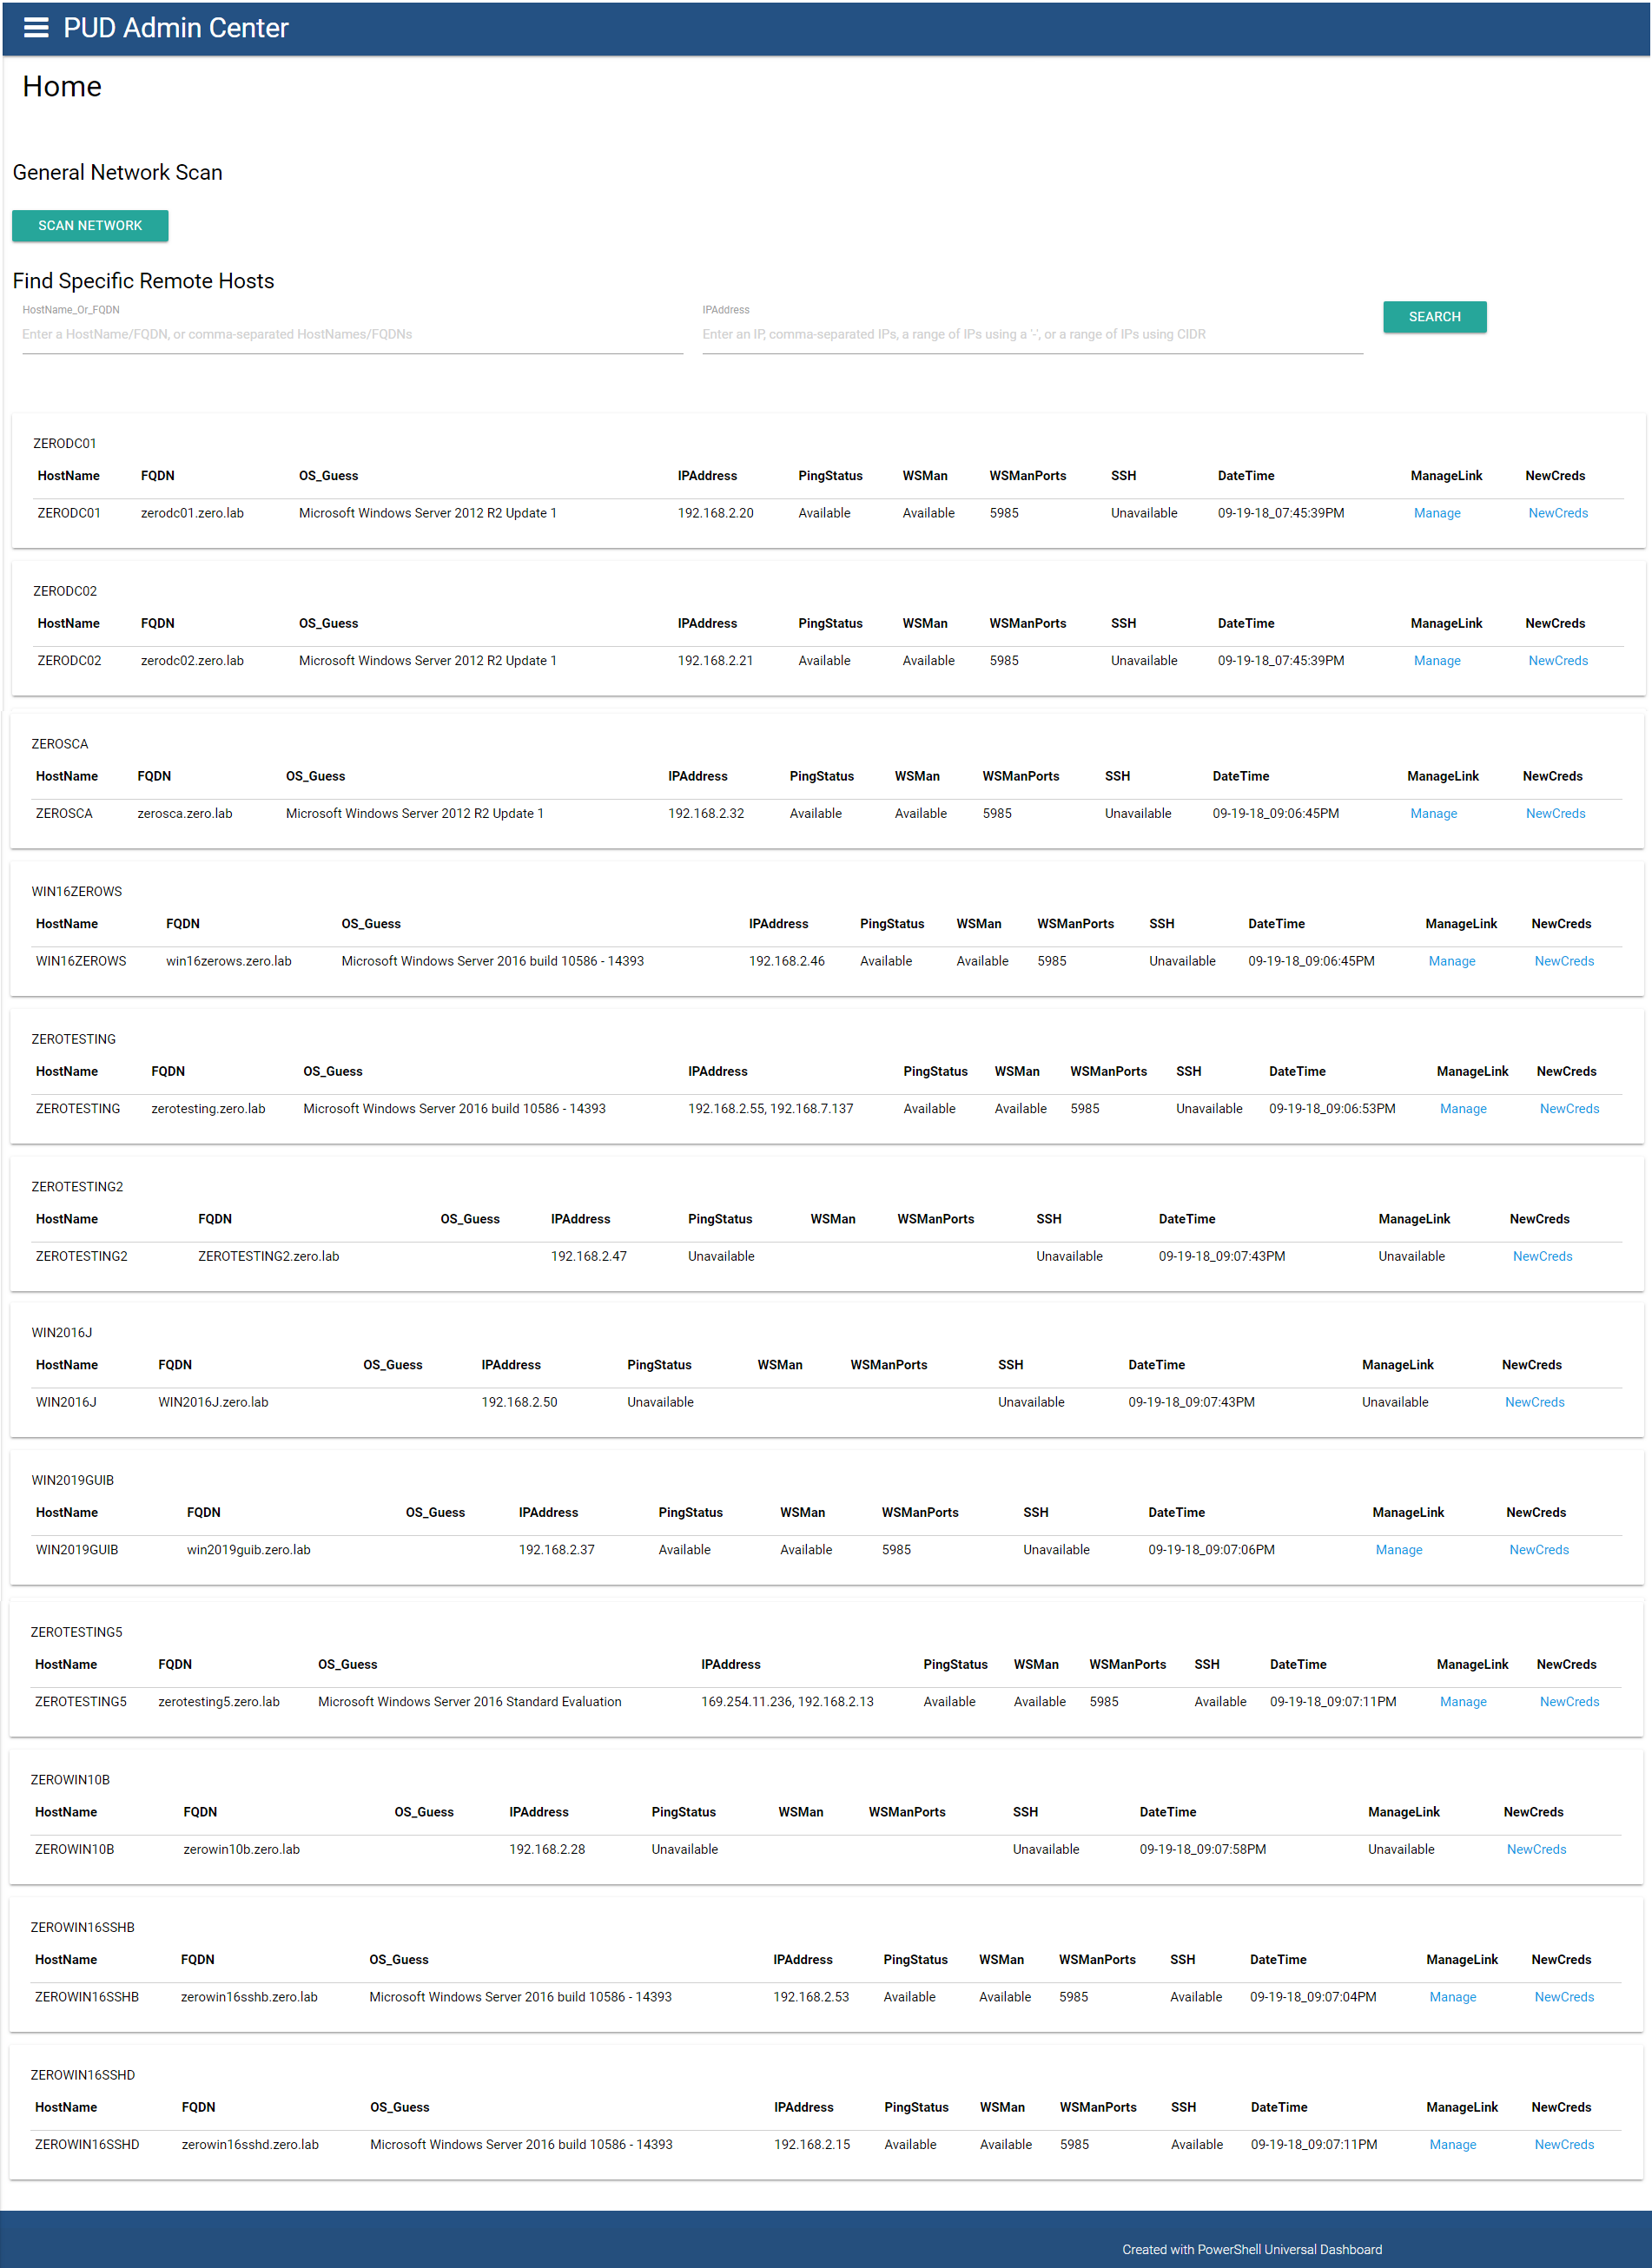 PUD Admin Center
Home
General Network Scan
SCAN NETWORK
Find Specific Remote Hosts
HostName_Or_FQDN IPAddress
Enter a HostName/FQDN, or comma-separated HostNames/FQDNs Enter an IP, comma-separated IPs, a range of IPs using a '-', or a range of IPs using CIDR SEARCH
ZERODC01
HostName FQDN OS_Guess IPAddress PingStatus WSMan WSManPorts SSH DateTime ManageLink NewCreds
ZERODC01 zerodc01.zero.lab Microsoft Windows Server 2012 R2 Update 1 192.168.2.20 Available Available 5985 Unavailable 09-19-18_07:45:39PM Manage NewCreds
ZERODC02
HostName FQDN OS_Guess IPAddress PingStatus WSMan WSManPorts SSH DateTime ManageLink NewCreds
ZERODC02 zerodc02.zero.lab Microsoft Windows Server 2012 R2 Update 1 192.168.2.21 Available Available 5985 Unavailable 09-19-18_07:45:39PM Manage NewCreds
ZEROSCA
HostName FQDN OS_Guess IPAddress PingStatus WSMan WSManPorts SSH DateTime ManageLink NewCreds
ZEROSCA zerosca.zero.lab Microsoft Windows Server 2012 R2 Update 1 192.168.2.32 Available Available 5985 Unavailable 09-19-18_09:06:45PM Manage NewCreds
WIN16ZEROWS
HostName FQDN OS_Guess IPAddress PingStatus WSMan WSManPorts SSH DateTime ManageLink NewCreds
WIN16ZEROWS win16zerows.zero.lab Microsoft Windows Server 2016 build 10586 - 14393 192.168.2.46 Available Available 5985 Unavailable 09-19-18_09:06:45PM Manage NewCreds
ZEROTESTING
HostName FQDN OS_Guess IPAddress PingStatus WSMan WSManPorts SSH DateTime ManageLink NewCreds
ZEROTESTING zerotesting.zero.lab Microsoft Windows Server 2016 build 10586 - 14393 192.168.2.55, 192.168.7.137 Available Available 5985 Unavailable 09-19-18_09:06:53PM Manage NewCreds
ZEROTESTING2
HostName FQDN OS_Guess IPAddress PingStatus WSMan WSManPorts SSH DateTime ManageLink NewCreds
ZEROTESTING2 ZEROTESTING2.zero.lab 192.168.2.47 Unavailable Unavailable 09-19-18_09:07:43PM Unavailable NewCreds
WIN2016J
HostName FQDN OS_Guess IPAddress PingStatus WSMan WSManPorts SSH DateTime ManageLink NewCreds
WIN2016J WIN2016J.zero.lab 192.168.2.50 Unavailable Unavailable 09-19-18_09:07:43PM Unavailable NewCreds
WIN2019GUIB
HostName FQDN OS_Guess IPAddress PingStatus WSMan WSManPorts SSH DateTime ManageLink NewCreds
WIN2019GUIB win2019guib.zero.lab 192.168.2.37 Available Available 5985 Unavailable 09-19-18_09:07:06PM Manage NewCreds
ZEROTESTING5
HostName FQDN OS_Guess IPAddress PingStatus WSMan WSManPorts SSH DateTime ManageLink NewCreds
ZEROTESTING5 zerotesting5.zero.lab Microsoft Windows Server 2016 Standard Evaluation 169.254.11.236, 192.168.2.13 Available Available 5985 Available 09-19-18_09:07:11PM Manage NewCreds
ZEROWIN10B
HostName FQDN OS_Guess IPAddress PingStatus WSMan WSManPorts SSH DateTime ManageLink NewCreds
ZEROWIN10B zerowin10b.zero.lab 192.168.2.28 Unavailable Unavailable 09-19-18_09:07:58PM Unavailable NewCreds
ZEROWIN16SSHB
HostName FQDN OS_Guess IPAddress PingStatus WSMan WSManPorts SSH DateTime ManageLink NewCreds
ZEROWIN16SSHB zerowin16sshb.zero.lab Microsoft Windows Server 2016 build 10586 - 14393 192.168.2.53 Available Available 5985 Available 09-19-18_09:07:04PM Manage NewCreds
ZEROWIN16SSHD
HostName FQDN OS_Guess IPAddress PingStatus WSMan WSManPorts SSH DateTime ManageLink NewCreds
ZEROWIN16SSHD zerowin16sshd.zero.lab Microsoft Windows Server 2016 build 10586 - 14393 192.168.2.15 Available Available 5985 Available 09-19-18_09:07:11PM Manage NewCreds
Created with PowerShell Universal Dashboard